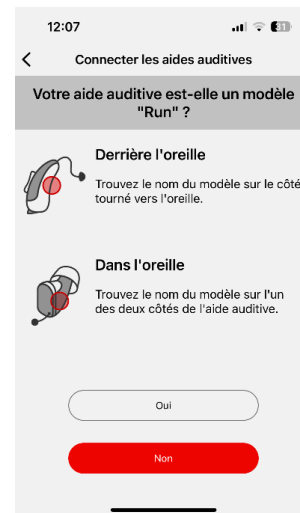 12:07
31
Connecter les aides auditives
Votre aide auditive est-elle un modèle
"Run" ?
Derrière l'oreille
Trouvez le nom du modèle sur le côté
tourné vers l'oreille.
Dans l'oreille
Trouvez le nom du modèle sur l'un
des deux côtés de l'aide auditive.
Oui
Non